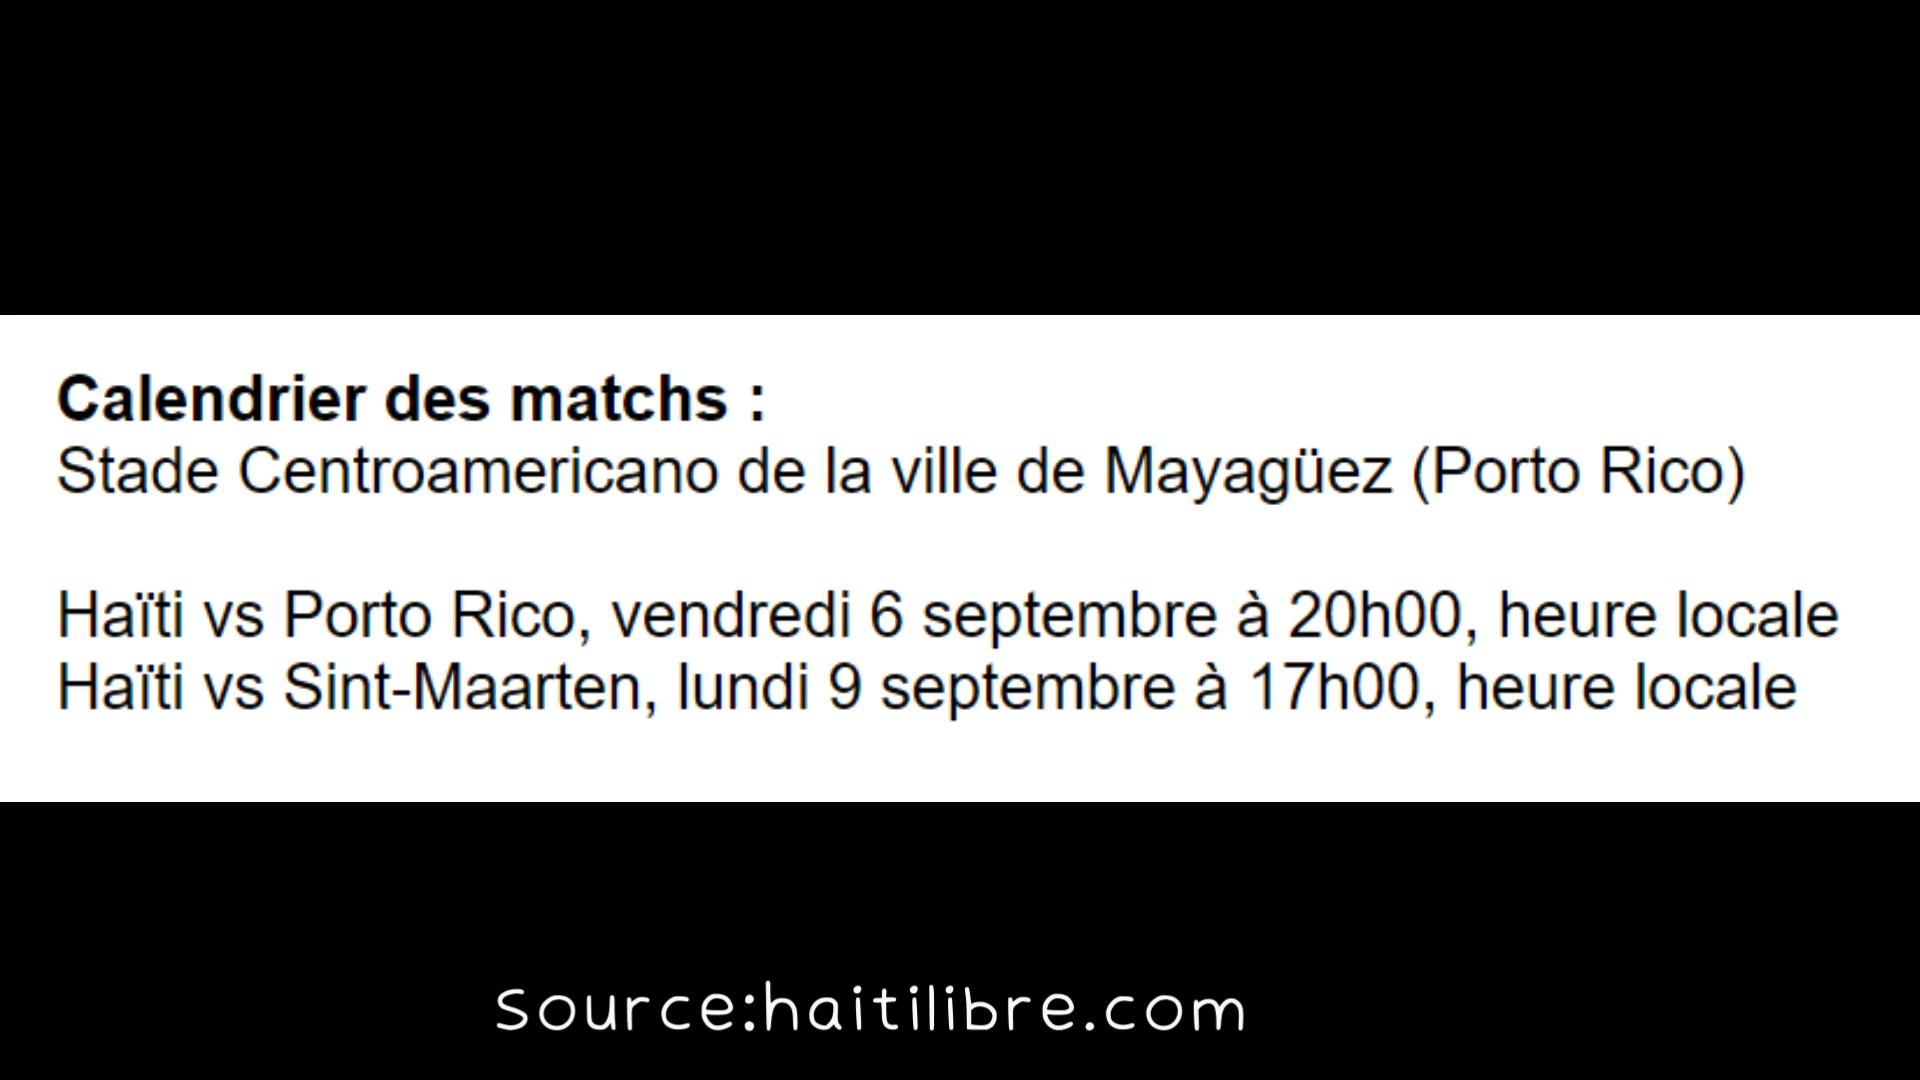 Calendrier des matchs :
Stade Centroamericano de la ville de Mayagüez (Porto Rico)
Haïti vs Porto Rico, vendredi 6 septembre à 20h00, heure locale
Haïti vs Sint-Maarten, lundi 9 septembre à 17h00, heure locale
Source:haitilibre.com